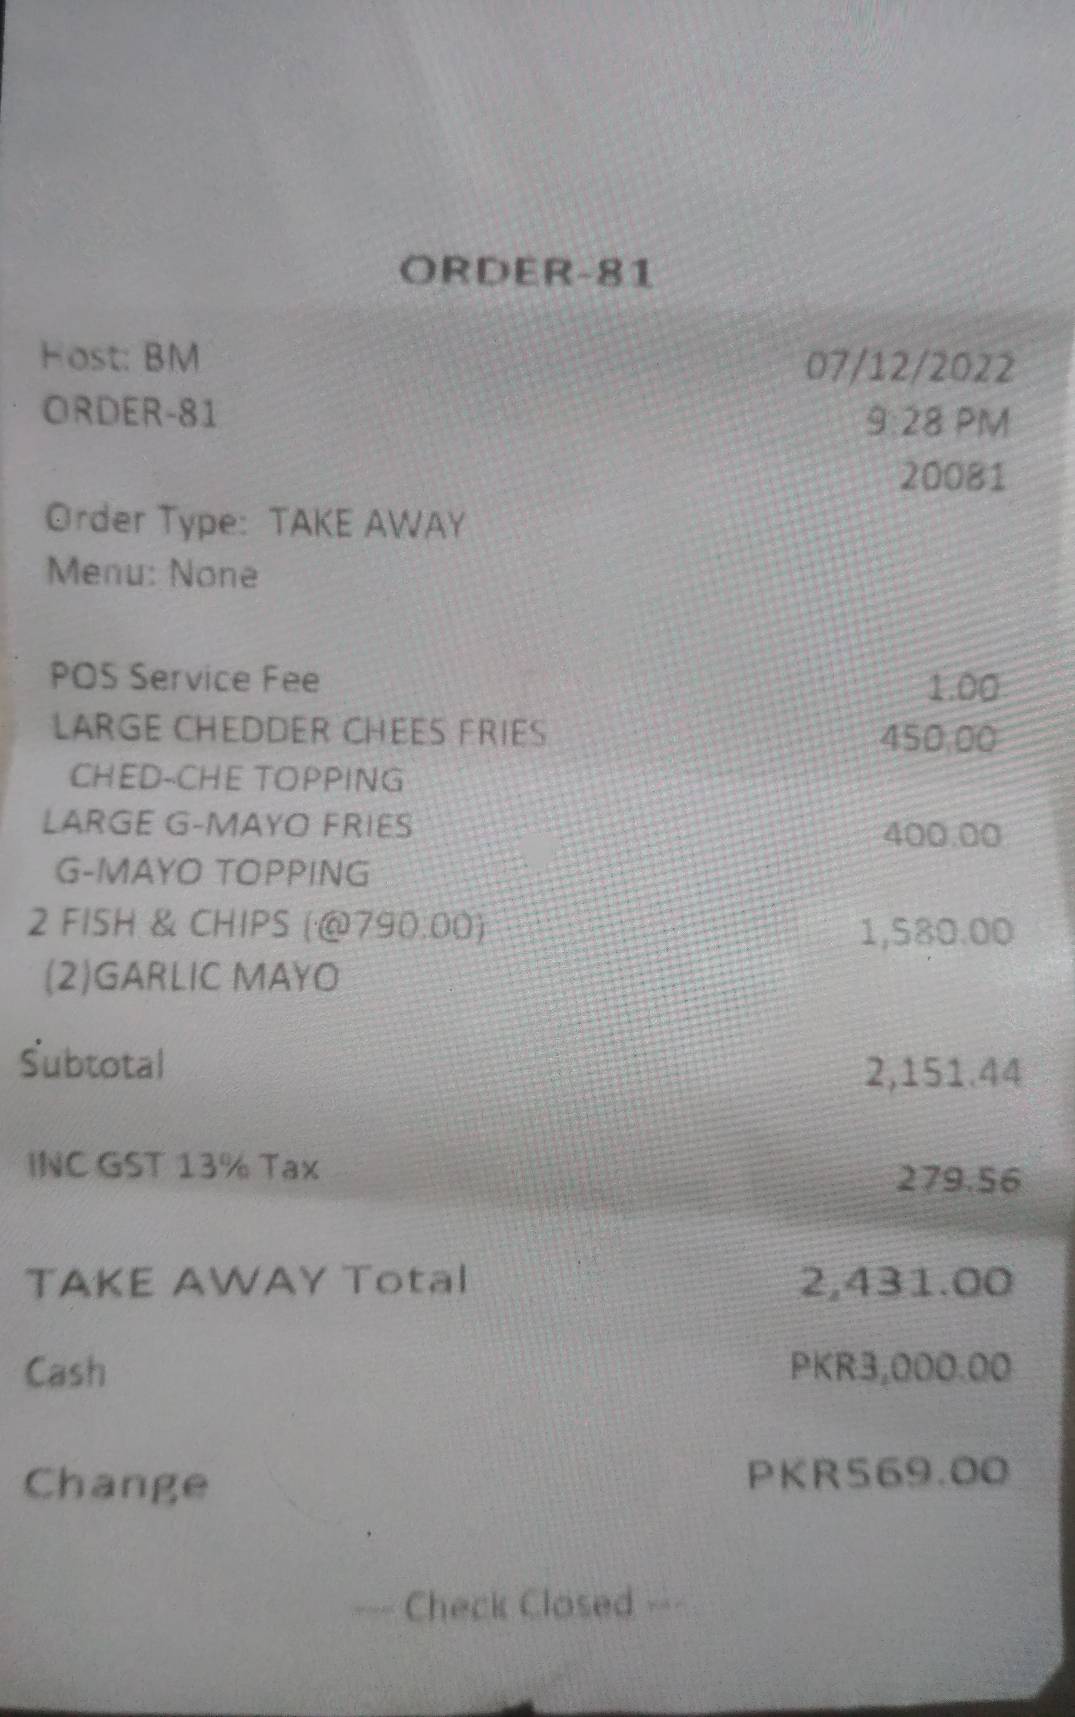 ORDER-81
Host: BM 07/12/2022
ORDER-81 9:28 PM
20081
Order Type: TAKE AWAY
Menu: None
POS Service Fee 1.00
LARGE CHEDDER CHEES FRIES 450.00
CHED-CHE TOPPING
LARGE G-MAYO FRIES 400.00
G-MAYO TOPPING
2 FISH & CHIPS (@790.00) 1,580.00
(2)GARLIC MAYO
Subtotal 2,151.44
INC GST 13% Tax 279.56
TAKE AWAY Total 2,431.00
Cash PKR3,000.00
Change PKR569.00
--- Check Closed ---